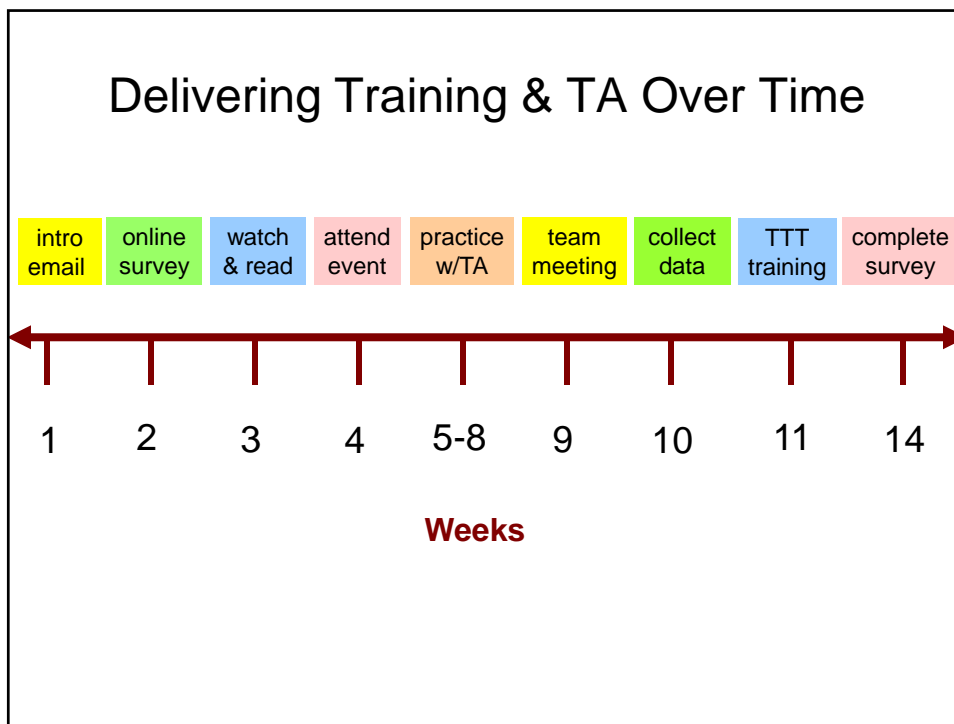 Delivering Training & TA Over Time
intro
email
online
survey
watch
& read
attend
event
practice
w/TA
team
meeting
collect
data
TTT
training
complete
survey
1 2 3 4 5-8 9 10 11 14
Weeks